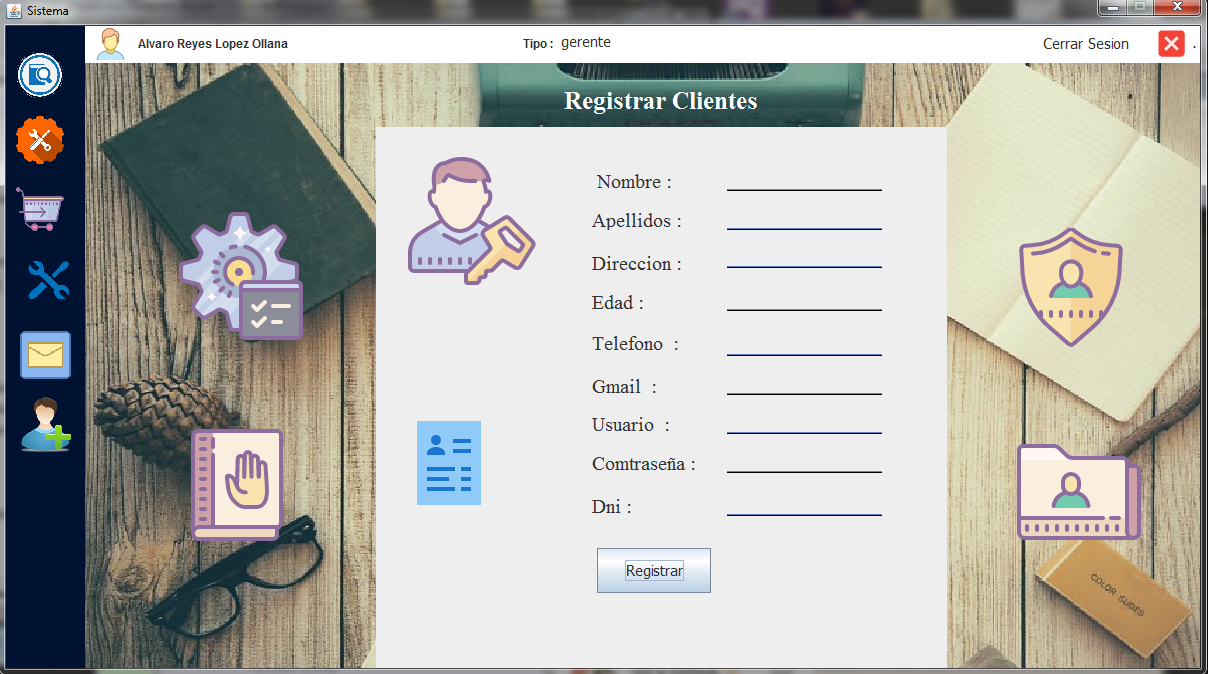 Sistema
Alvaro Reyes Lopez Ollana
Tipo : gerente
Cerrar Sesion
.
Registrar Clientes
Nombre :
Apellidos :
Direccion :
Edad :
Telefono :
Gmail :
Usuario :
Comtraseña :
Dni :
Registrar
COLOR SLIDES